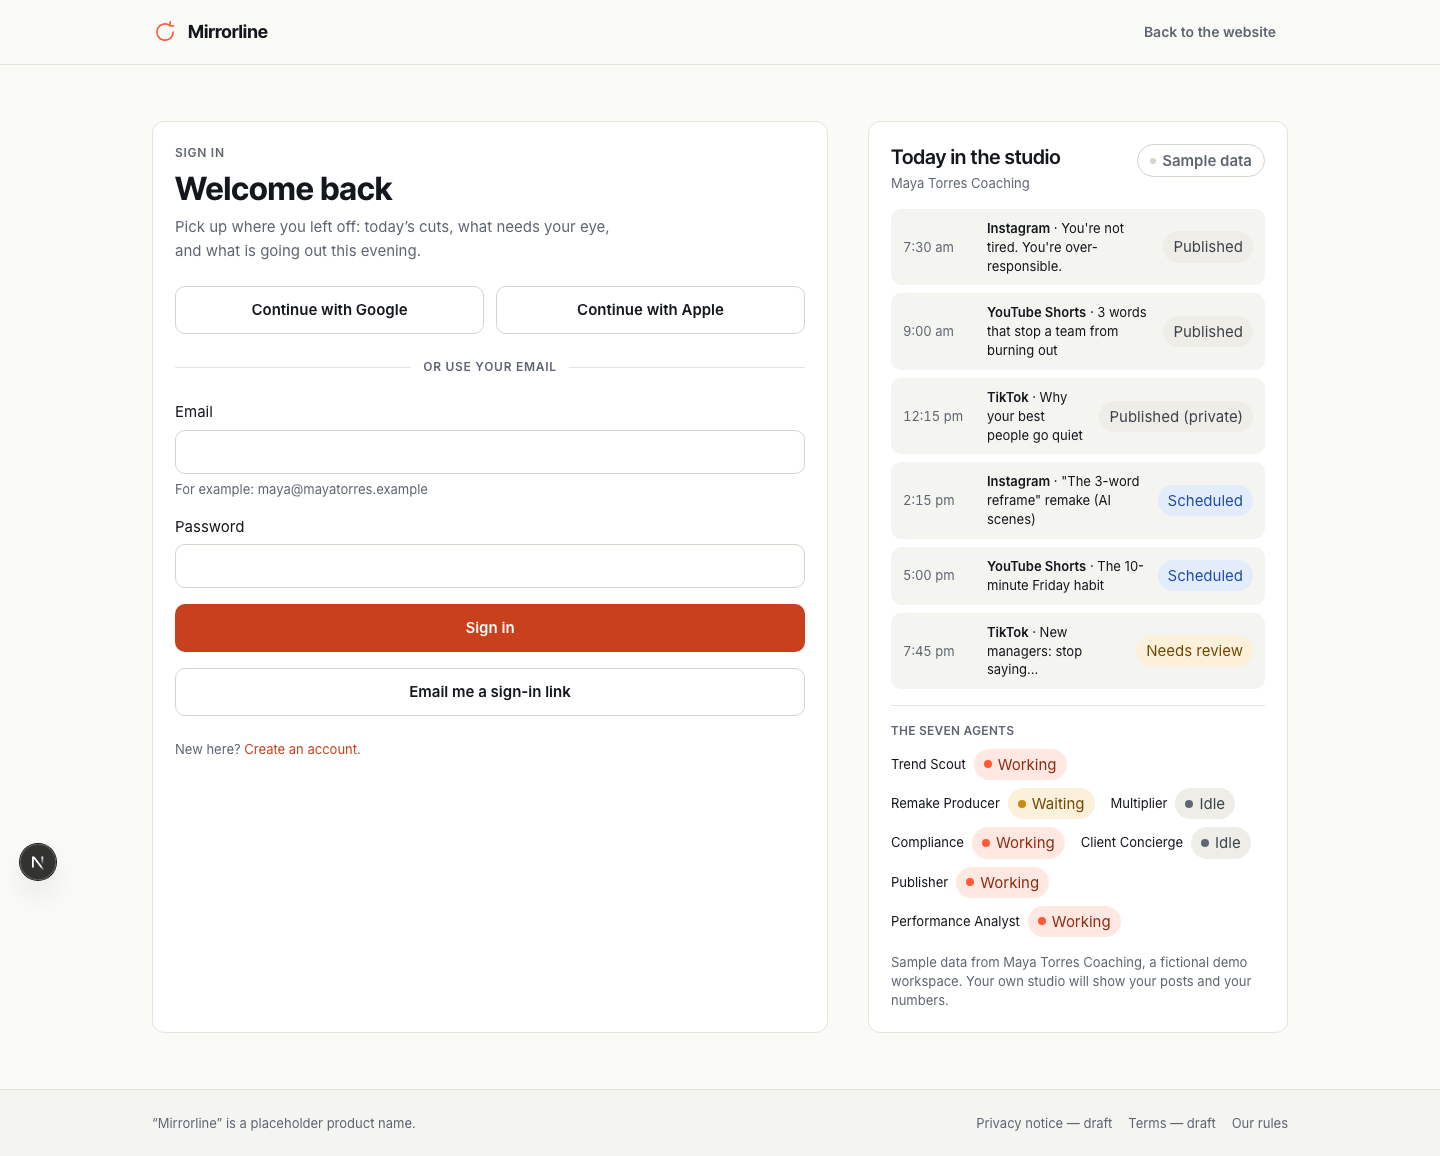 Mirrorline
Back to the website
SIGN IN
Welcome back
Pick up where you left off: today’s cuts, what needs your eye,
and what is going out this evening.
Continue with Google
Continue with Apple
OR USE YOUR EMAIL
Email
For example: maya@mayatorres.example
Password
Sign in
Email me a sign-in link
New here? Create an account.
Today in the studio
Sample data
Maya Torres Coaching
7:30 am
Instagram · You're not
tired. You're over-
responsible.
Published
9:00 am
YouTube Shorts · 3 words
that stop a team from
burning out
Published
12:15 pm
TikTok · Why
your best
people go quiet
Published (private)
2:15 pm
Instagram · "The 3-word
reframe" remake (AI
scenes)
Scheduled
5:00 pm
YouTube Shorts · The 10-
minute Friday habit
Scheduled
7:45 pm
TikTok · New
managers: stop
saying…
Needs review
THE SEVEN AGENTS
Trend Scout Working
Remake Producer Waiting Multiplier Idle
Compliance Working Client Concierge Idle
Publisher Working
Performance Analyst Working
Sample data from Maya Torres Coaching, a fictional demo
workspace. Your own studio will show your posts and your
numbers.
N
“Mirrorline” is a placeholder product name.
Privacy notice — draft Terms — draft Our rules